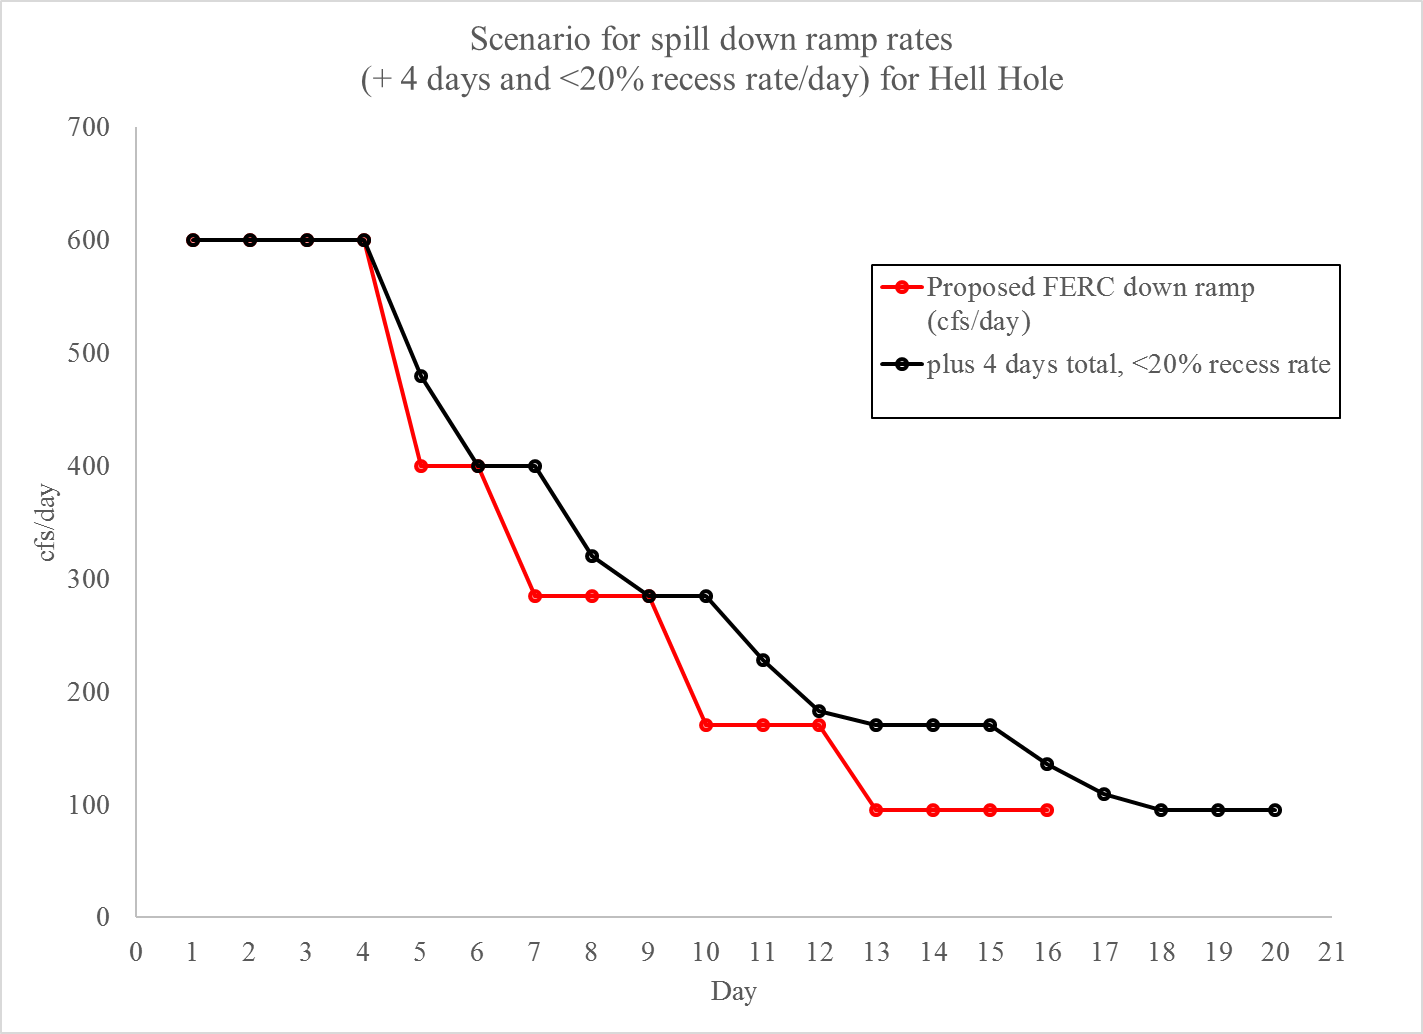 Scenario for spill down ramp rates
(+ 4 days and <20% recess rate/day) for Hell Hole
700
600
500
400
300
200
100
0
cfs/day
Proposed FERC down ramp
(cfs/day)
plus 4 days total, <20% recess rate
0 1 2 3 4 5 6 7 8 9 10 11 12 13 14 15 16 17 18 19 20 21
Day